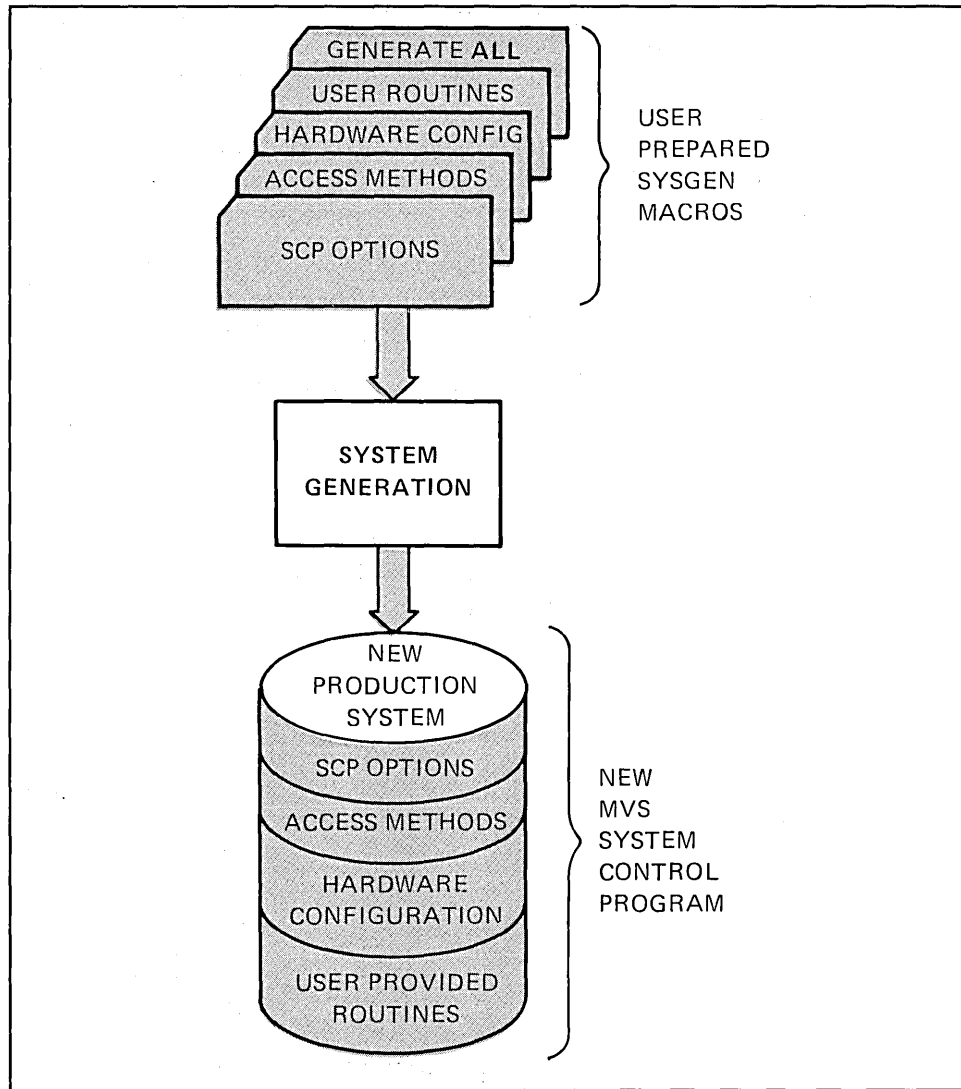 GENERATE ALL
USER ROUTINES
HARDWARE CONFIG
ACCESS METHODS
SCP OPTIONS
USER
PREPARED
SYSGEN
MACROS
SYSTEM
GENERATION
NEW
PRODUCTION
SYSTEM
SCP OPTIONS
ACCESS METHODS
HARDWARE
CONFIGURATION
USER PROVIDED
ROUTINES
NEW
MVS
SYSTEM
CONTROL
PROGRAM